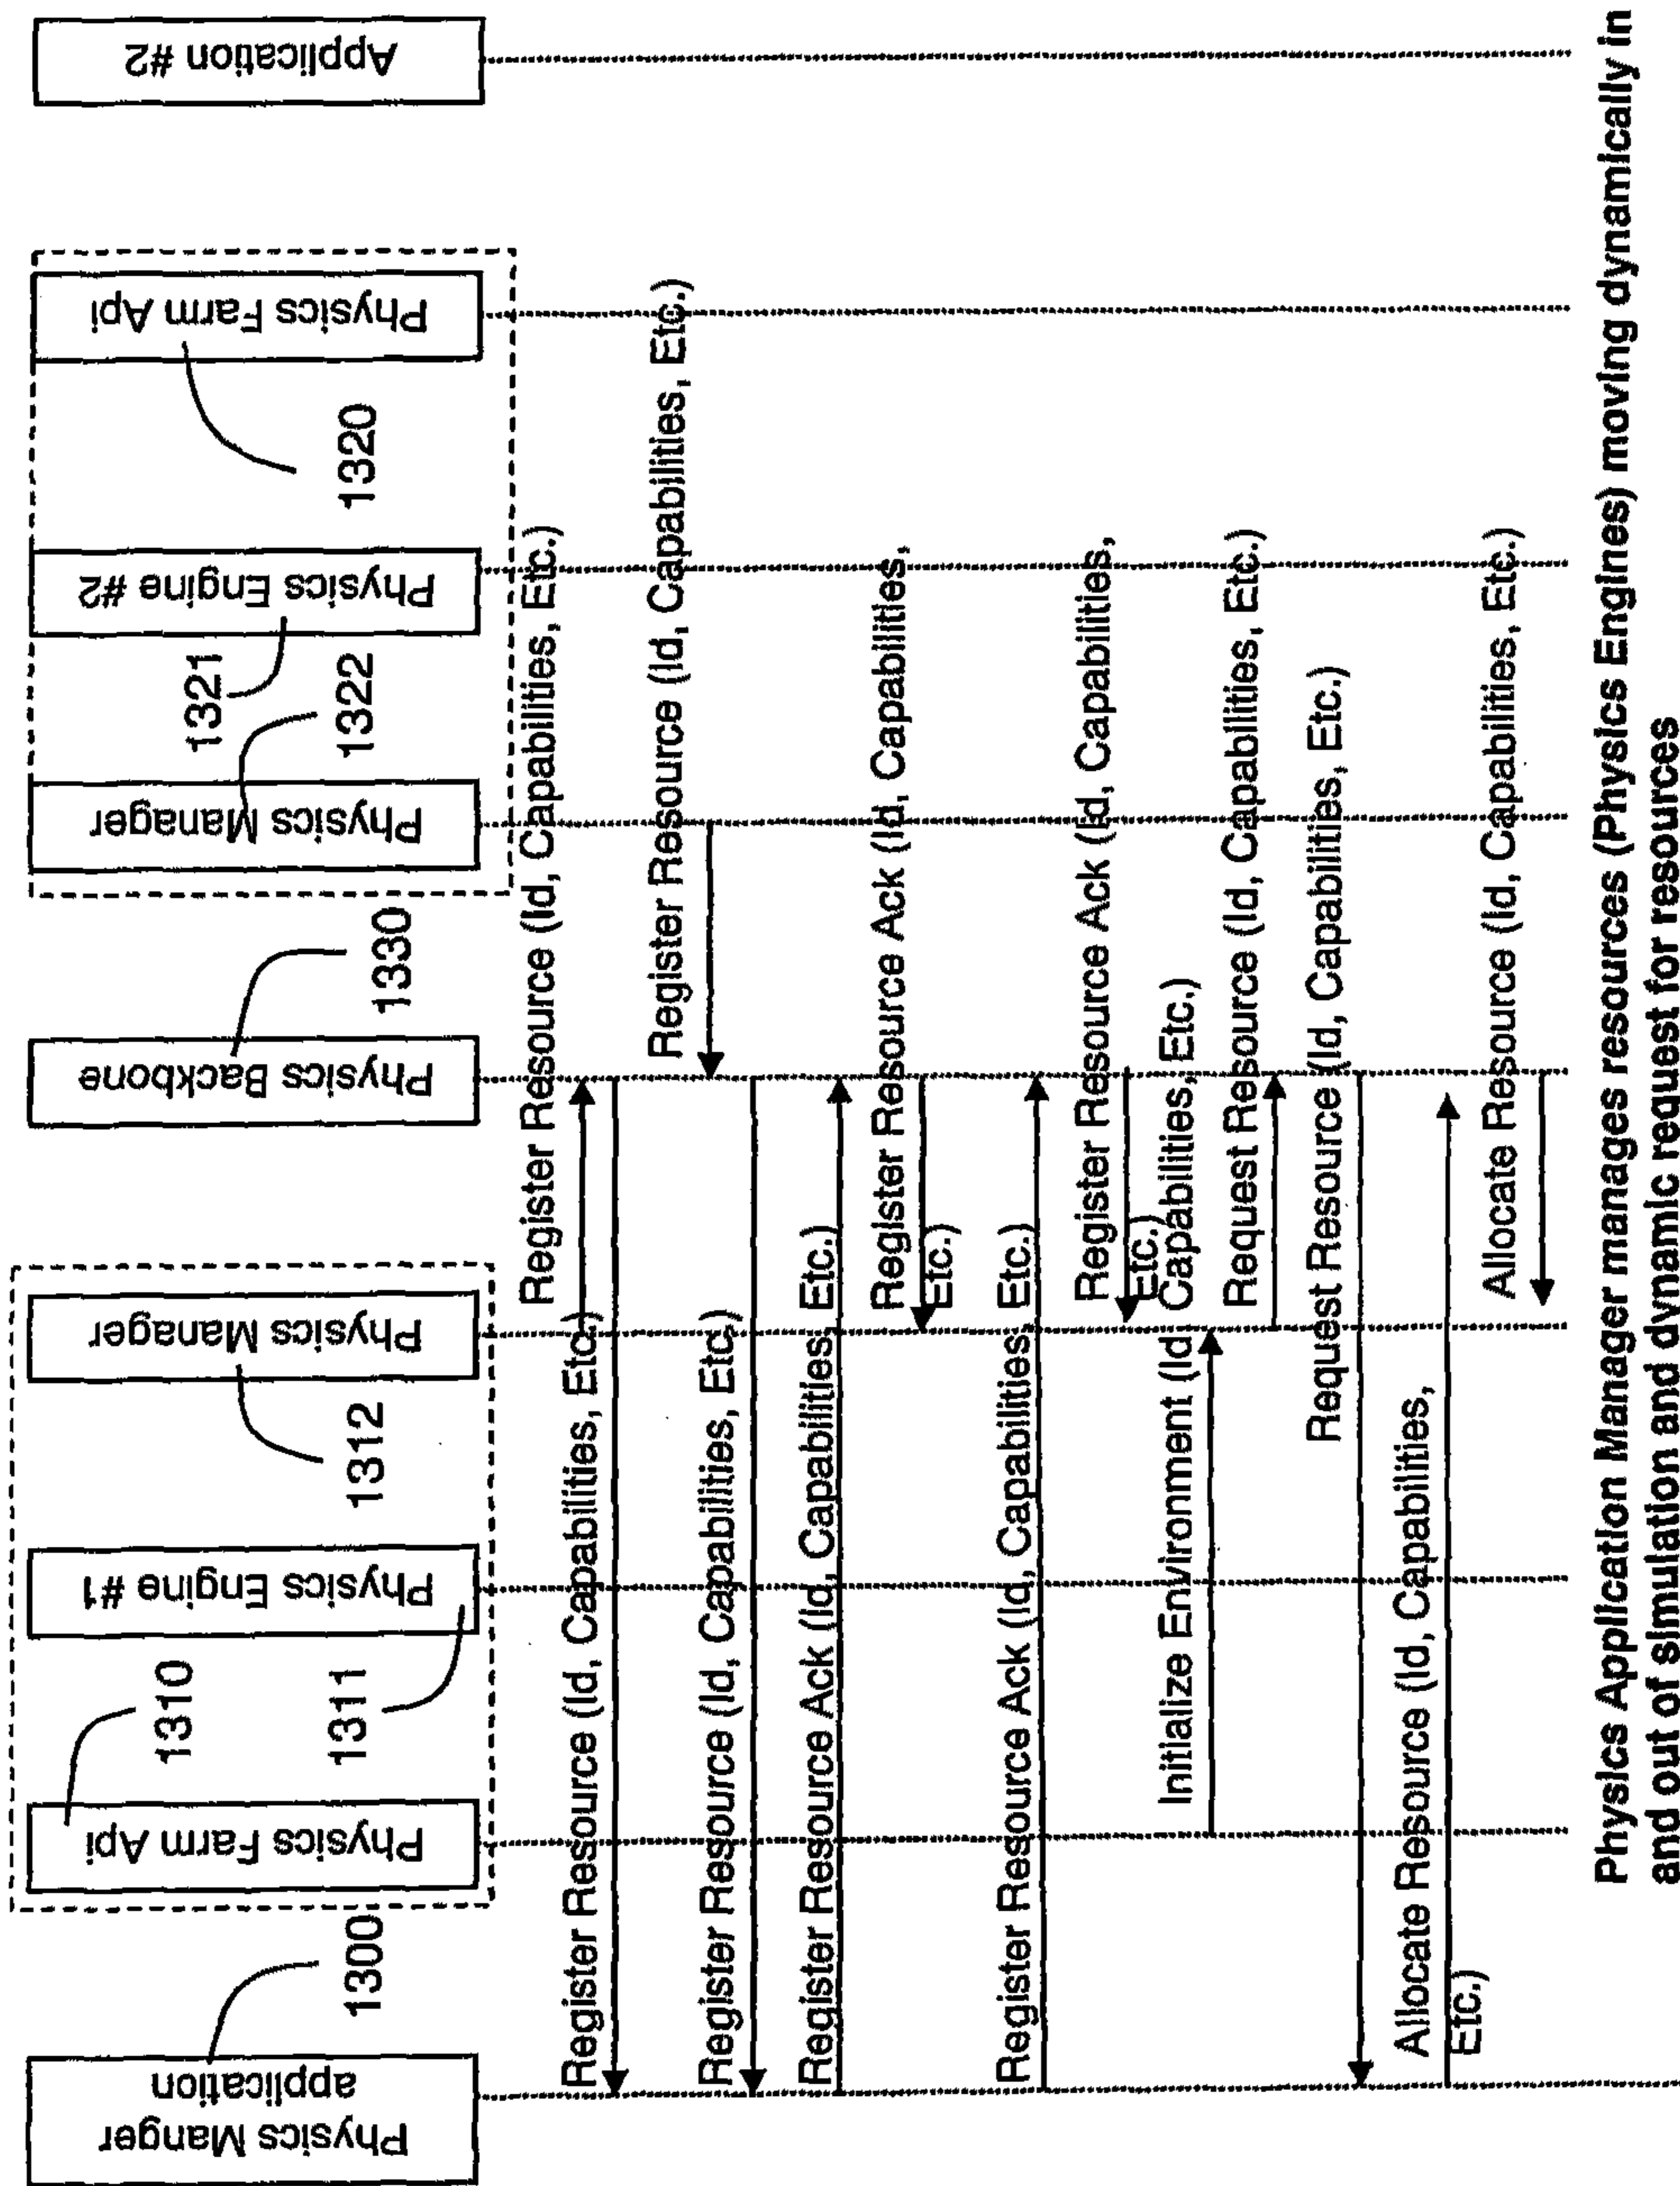 Physics Manger
application
1300
Physics Farm Api
1310
Physics Engine #1
1311
Physics Manager
1312
Physics Backbone
1330
Physics Manager
1322
Physics Engine #2
1321
Physics Farm Api
1320
Application #2
Register Resource (Id, Capabilities, Etc.)
Register Resource (Id, Capabilities, Etc.)
Register Resource (Id, Capabilities, Etc.)
Register Resource (Id, Capabilities, Etc.)
Register Resource Ack (Id, Capabilities, Etc.)
Register Resource Ack (Id, Capabilities,
Etc.)
Register Resource Ack (Id, Capabilities, Etc.)
Register Resource Ack (Id, Capabilities,
Etc.)
Initialize Environment (Id, Capabilities, Etc.)
Request Resource (Id, Capabilities, Etc.)
Request Resource (Id, Capabilities, Etc.)
Allocate Resource (Id, Capabilities,
Etc.)
Allocate Resource (Id, Capabilities, Etc.)
Physics Application Manager manages resources (Physics Engines) moving dynamically in
and out of simulation and dynamic request for resources